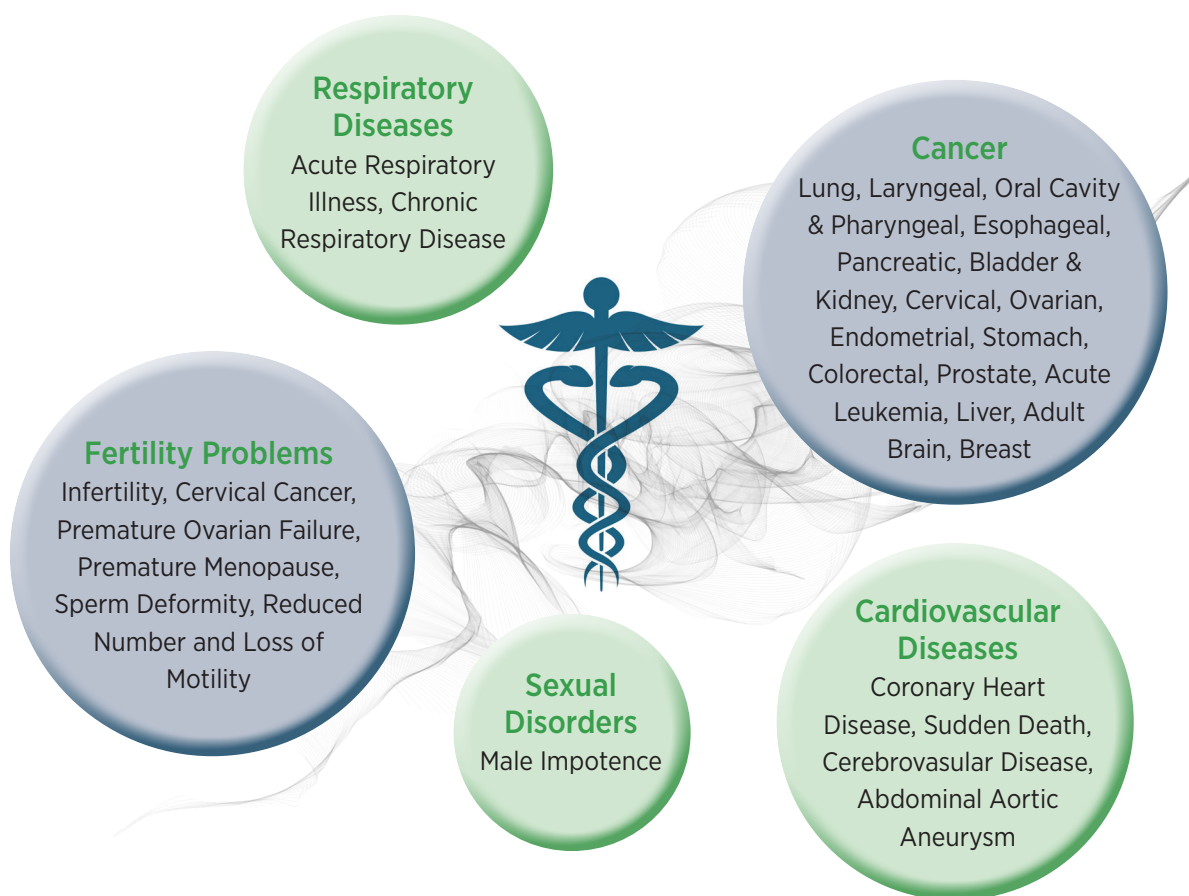 Respiratory
Diseases
Acute Respiratory
Illness, Chronic
Respiratory Disease
Cancer
Lung, Laryngeal, Oral Cavity
& Pharyngeal, Esophageal,
Pancreatic, Bladder &
Kidney, Cervical, Ovarian,
Endometrial, Stomach,
Colorectal, Prostate, Acute
Leukemia, Liver, Adult
Brain, Breast
Fertility Problems
Infertility, Cervical Cancer,
Premature Ovarian Failure,
Premature Menopause,
Sperm Deformity, Reduced
Number and Loss of
Motility
Sexual
Disorders
Male Impotence
Cardiovascular
Diseases
Coronary Heart
Disease, Sudden Death,
Cerebrovasular Disease,
Abdominal Aortic
Aneurysm